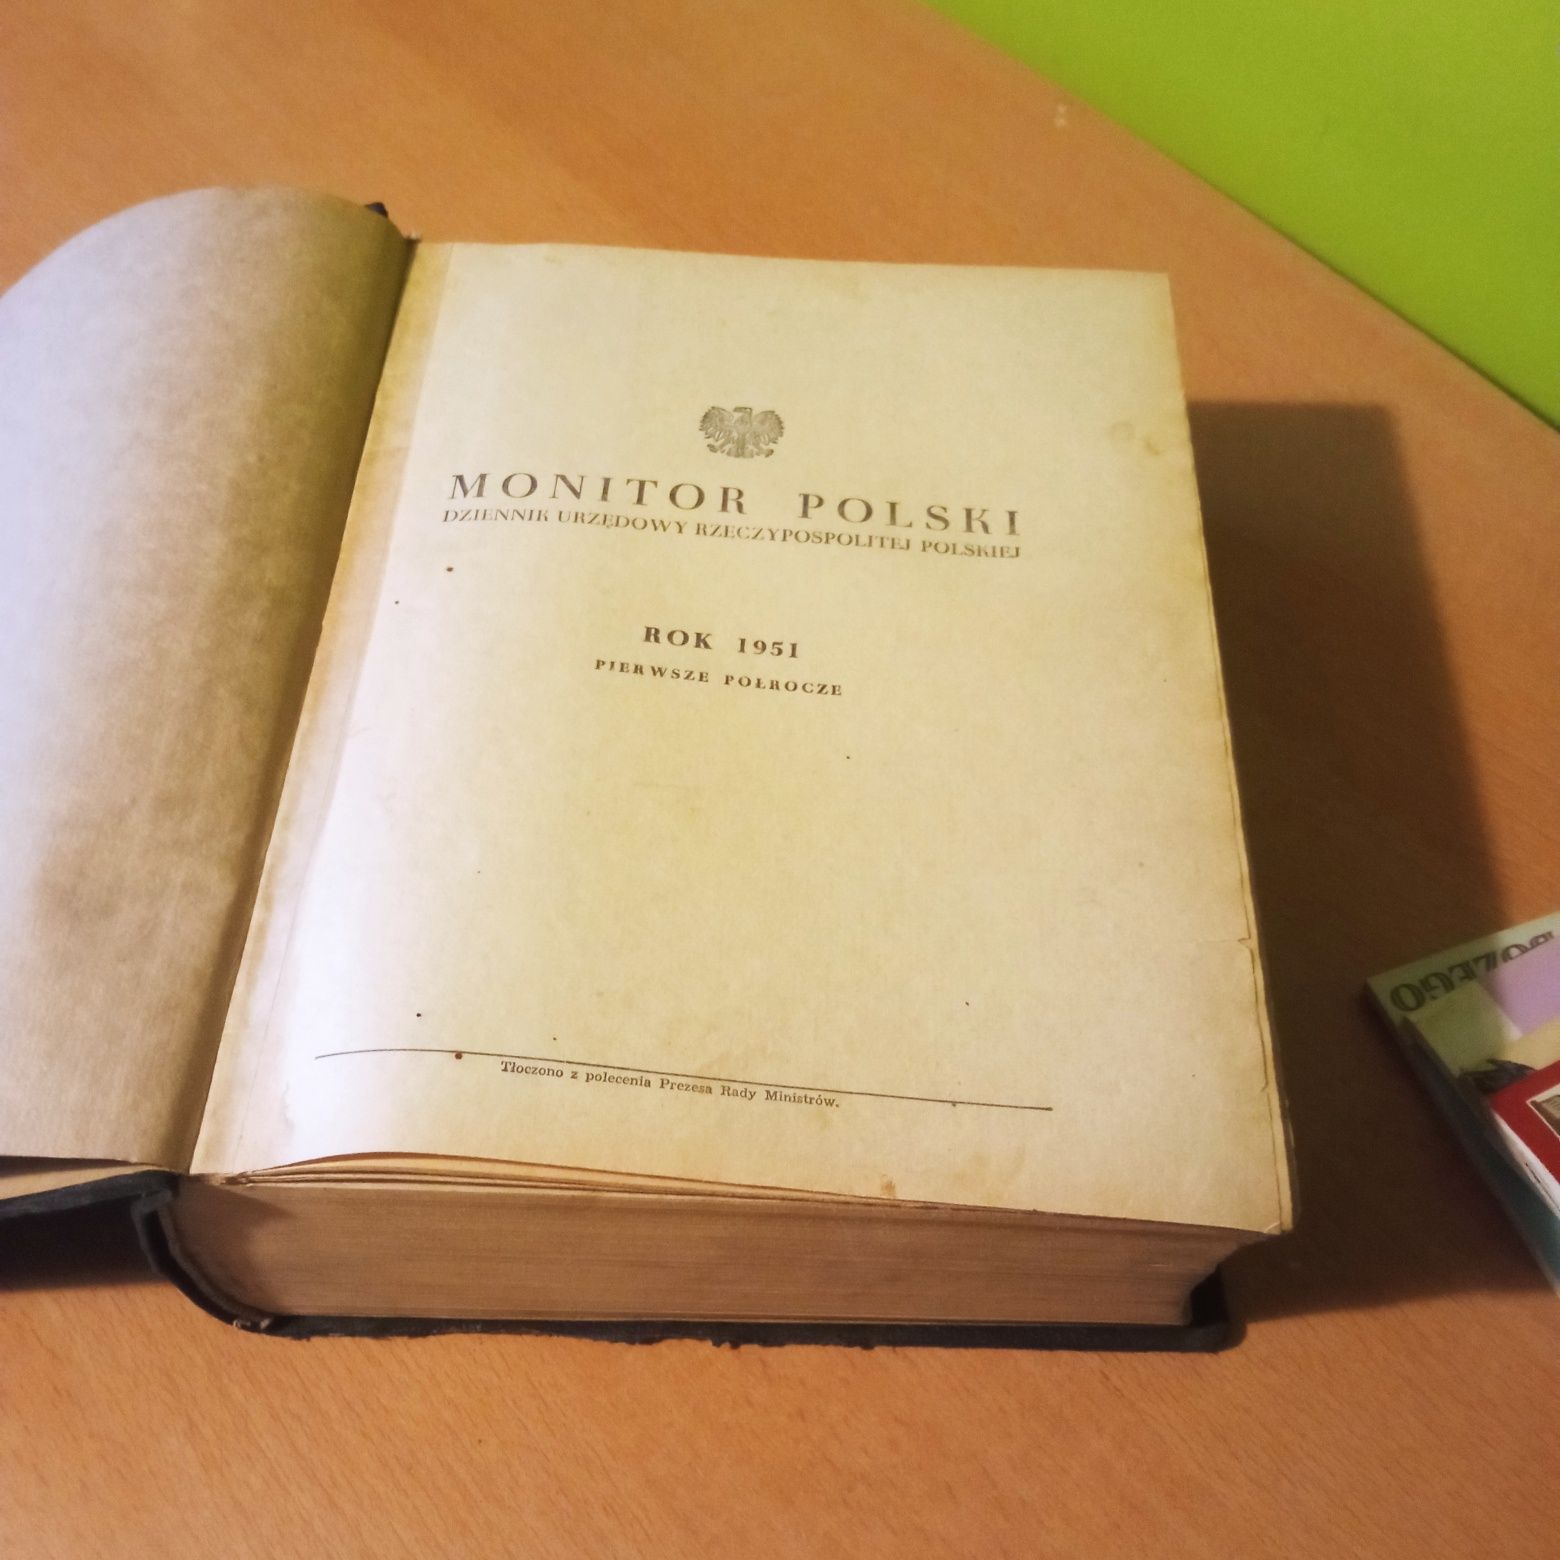 MONITOR POLSKI
DZIENNIK URZĘDOWY RZECZYPOSPOLITEJ POLSKIEJ
ROK 1951
PIERWSZE PÓŁROCZE
Tłoczono z polecenia Prezesa Rady Ministrów.